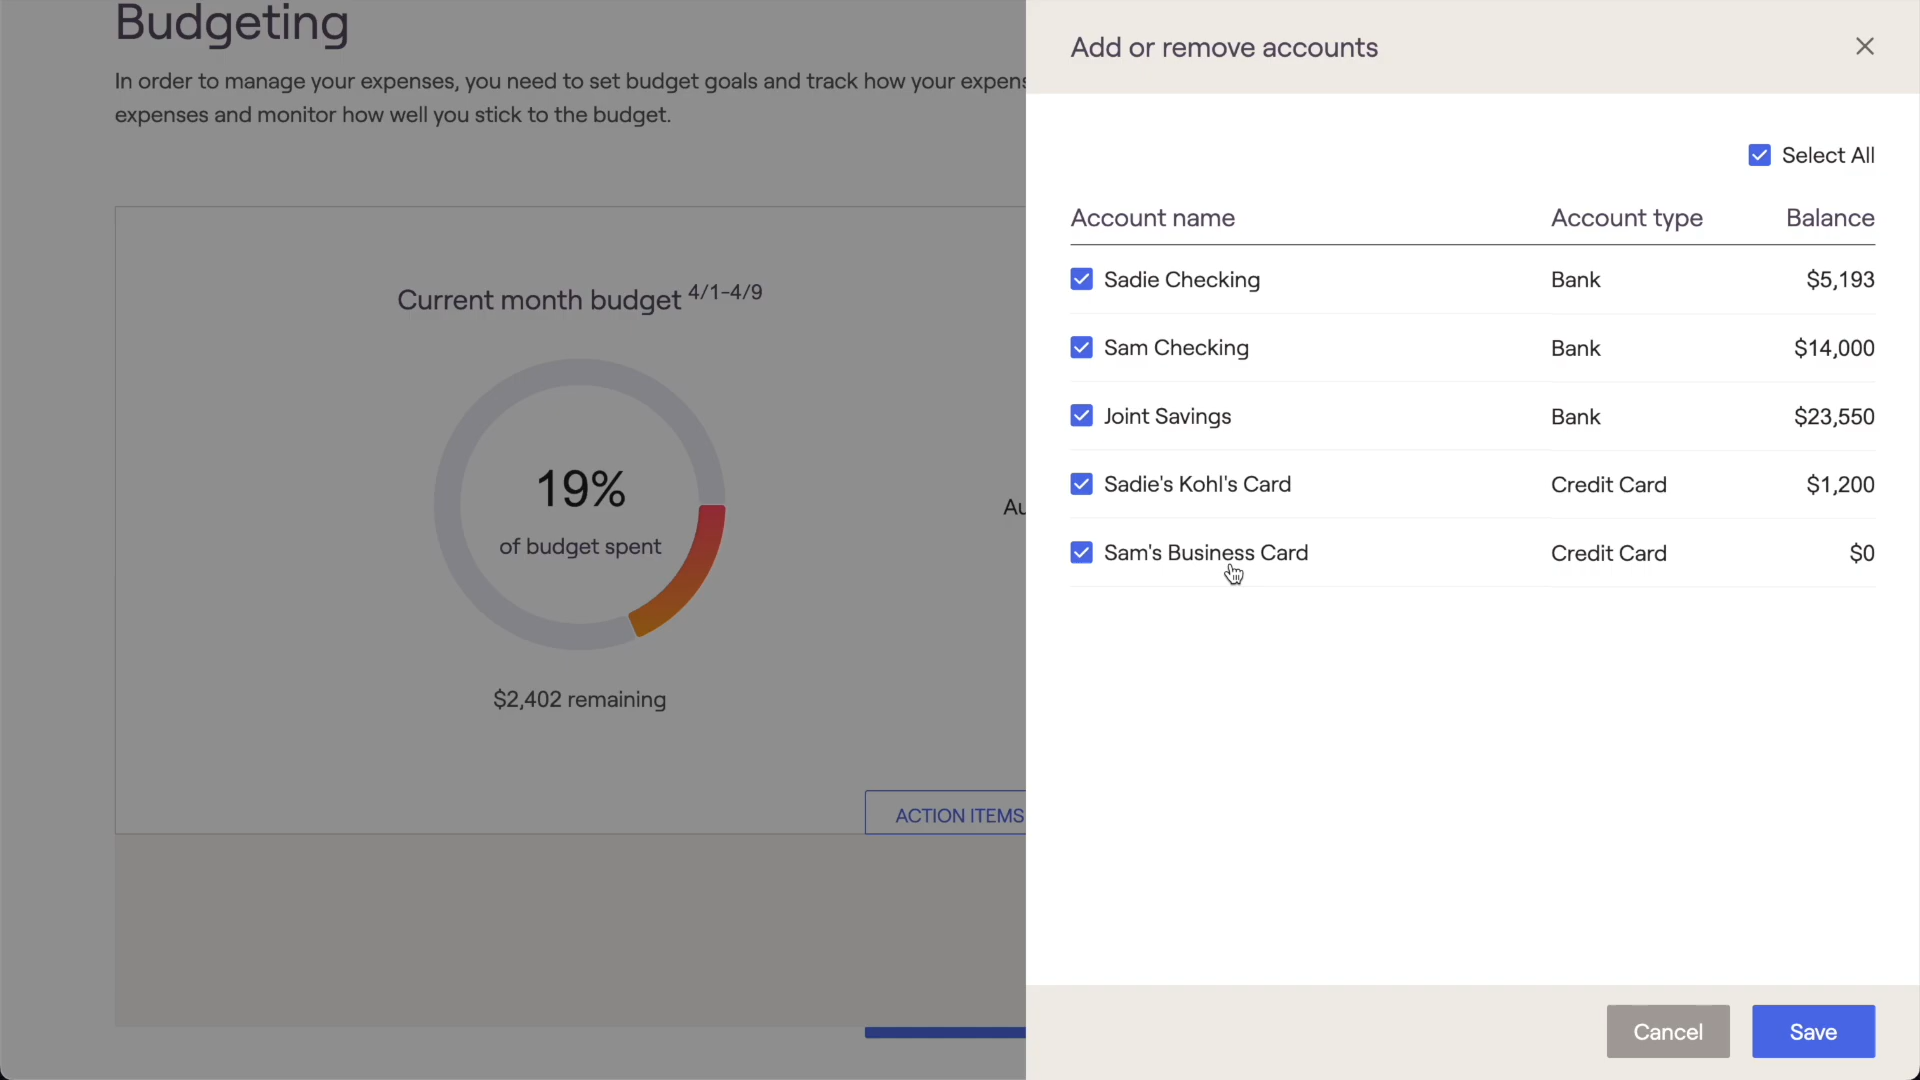 Budgeting
In order to manage your expenses, you need to set budget goals and track how your expens
expenses and monitor how well you stick to the budget.
Current month budget 4/1-4/9
19%
of budget spent
$2,402 remaining
Au
ACTION ITEMS
Add or remove accounts
Select All
Account name Account type Balance
Sadie Checking Bank $5,193
Sam Checking Bank $14,000
Joint Savings Bank $23,550
Sadie's Kohl's Card Credit Card $1,200
Sam's Business Card Credit Card $0
Cancel Save